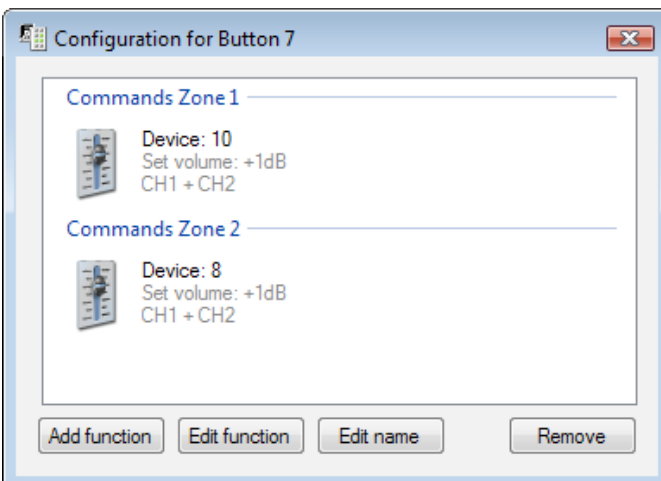 Configuration for Button 7
Commands Zone 1
Device: 10
Set volume: +1dB
CH1 + CH2
Commands Zone 2
Device: 8
Set volume: +1dB
CH1 + CH2
Add function Edit function Edit name Remove